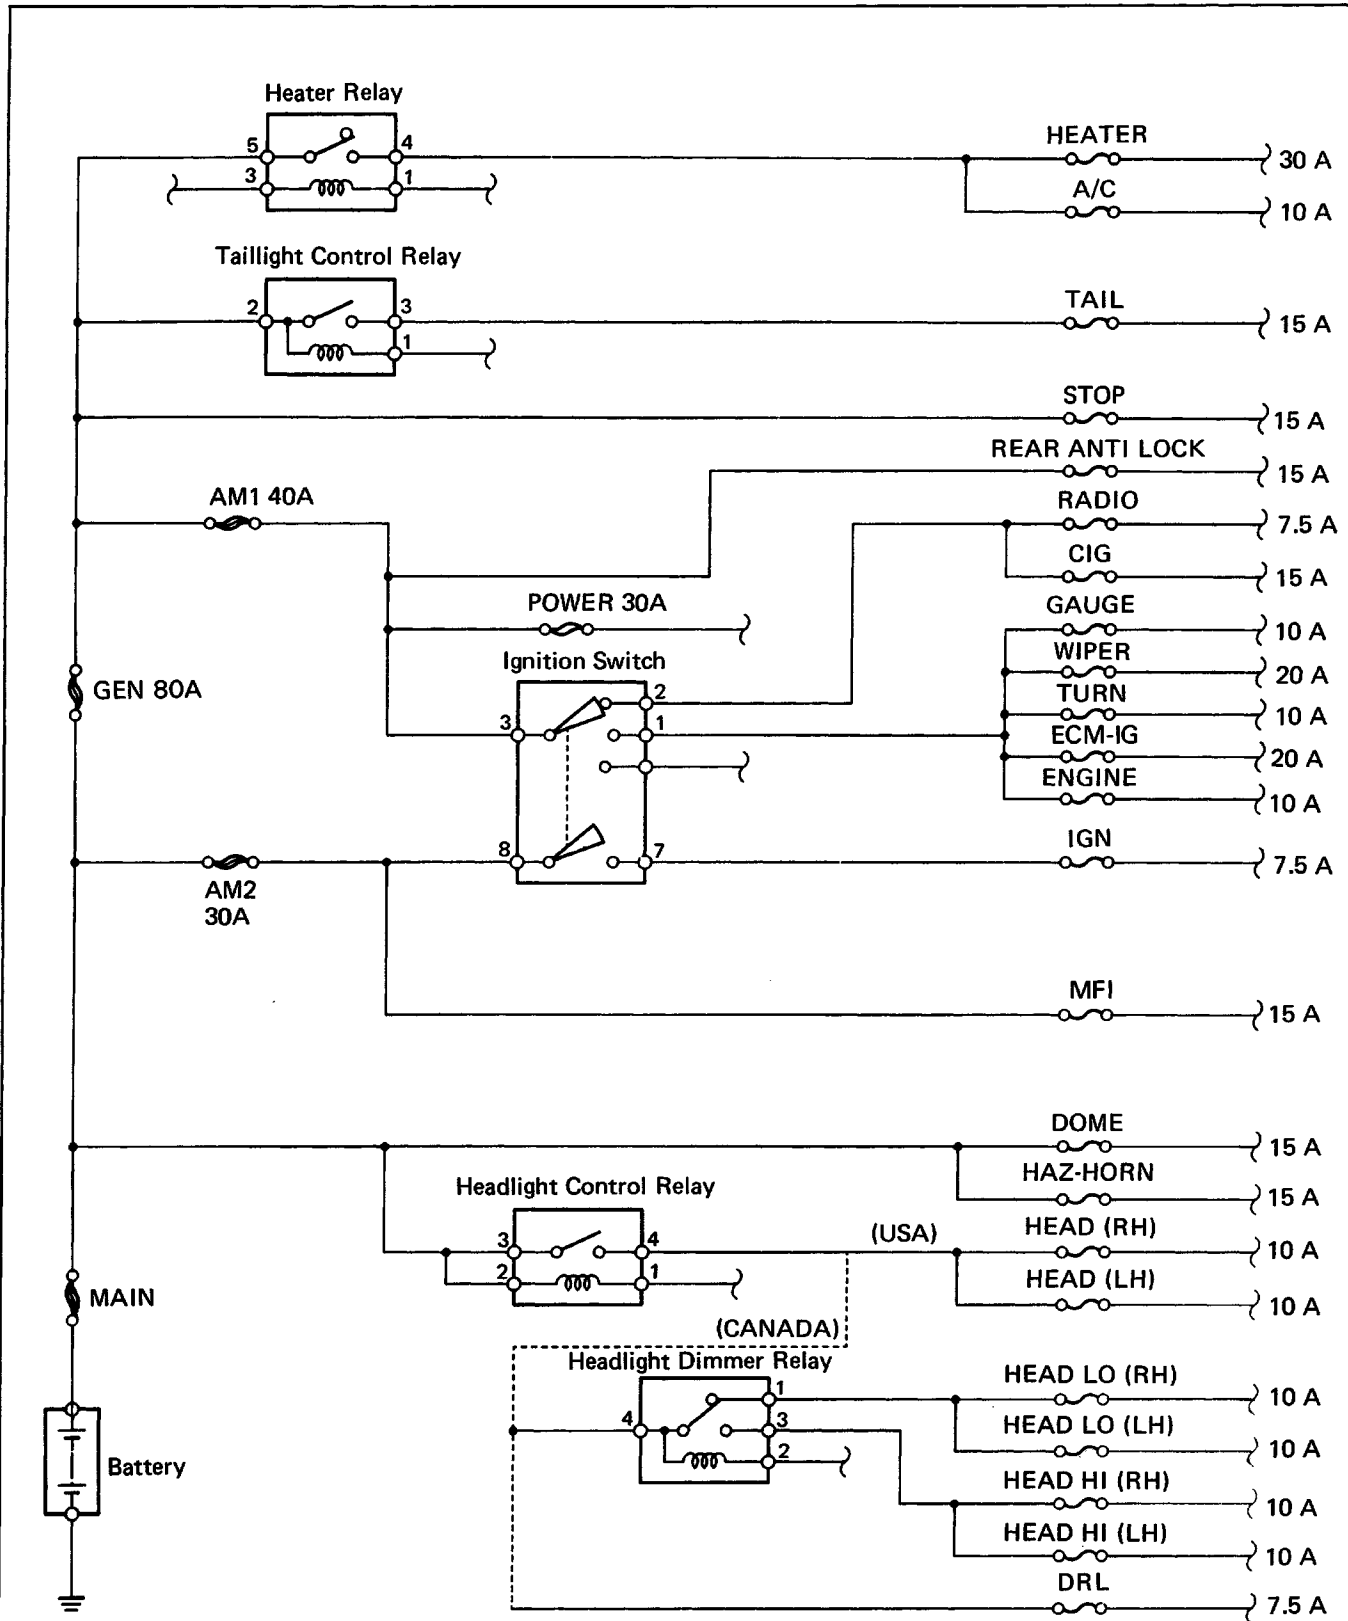 Heater Relay
5
4
3
1
HEATER
30 A
A/C
10 A
Taillight Control Relay
2
3
1
TAIL
15 A
STOP
15 A
REAR ANTI LOCK
15 A
AM1 40A
RADIO
7.5 A
CIG
15 A
POWER 30A
GAUGE
10 A
WIPER
20 A
TURN
10 A
ECM-IG
20 A
ENGINE
10 A
Ignition Switch
3
2
1
8
7
GEN 80A
IGN
7.5 A
AM2
30A
MFI
15 A
DOME
15 A
HAZ-HORN
15 A
Headlight Control Relay
3
4
2
1
(USA)
HEAD (RH)
10 A
HEAD (LH)
10 A
MAIN
(CANADA)
Headlight Dimmer Relay
4
1
3
2
HEAD LO (RH)
10 A
HEAD LO (LH)
10 A
HEAD HI (RH)
10 A
HEAD HI (LH)
10 A
DRL
7.5 A
Battery